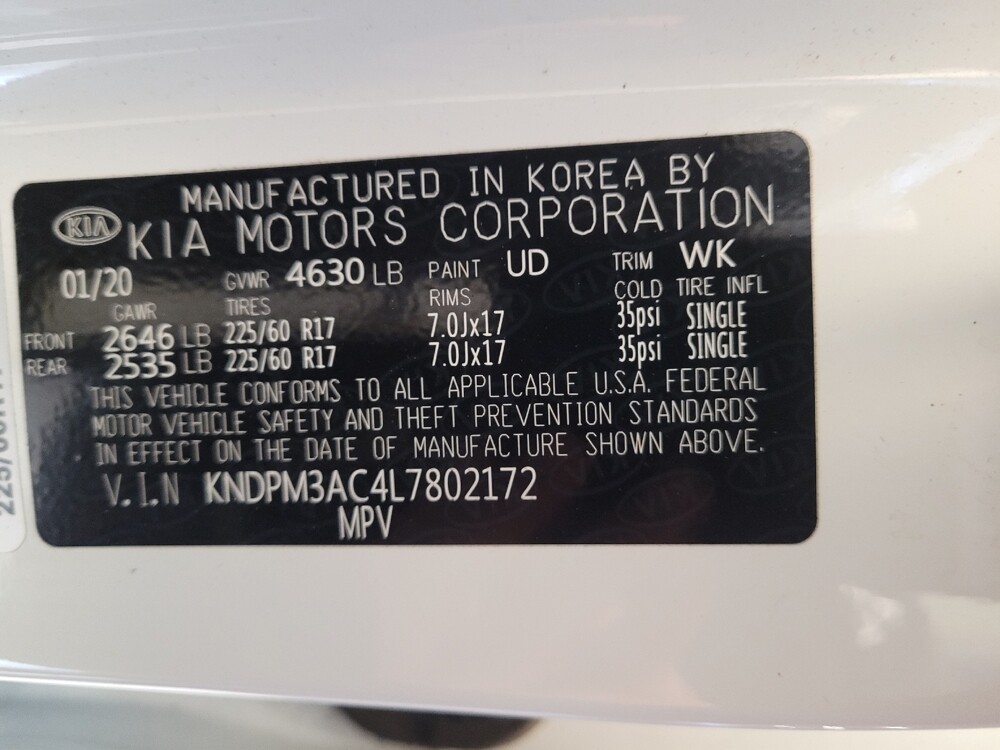 MANUFACTURED IN KOREA BY
KIA KIA MOTORS CORPORATION
01/20 GVWR 4630 LB PAINT UD TRIM WK
GAWR TIRES RIMS COLD TIRE INFL
FRONT 2646 LB 225/60 R17 7.0Jx17 35psi SINGLE
REAR 2535 LB 225/60 R17 7.0Jx17 35psi SINGLE
THIS VEHICLE CONFORMS TO ALL APPLICABLE U.S.A. FEDERAL
MOTOR VEHICLE SAFETY AND THEFT PREVENTION STANDARDS
IN EFFECT ON THE DATE OF MANUFACTURE SHOWN ABOVE.
V.I.N KNDPM3AC4L7802172
MPV